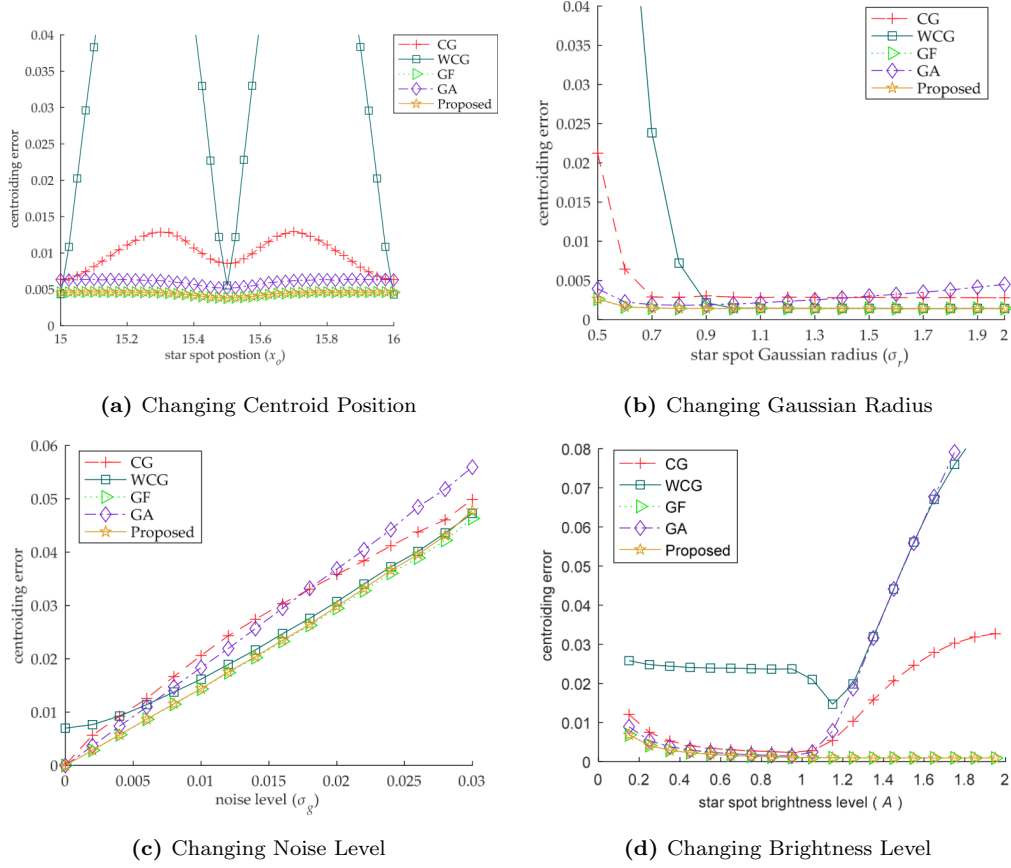 0.04
0.035
0.03
0.025
0.02
0.015
0.01
0.005
0
centroiding error
CG
WCG
GF
GA
Proposed
15 15.2 15.4 15.6 15.8 16
star spot postion (xₒ)
(a) Changing Centroid Position
0.04
0.035
0.03
0.025
0.02
0.015
0.01
0.005
0
centroiding error
CG
WCG
GF
GA
Proposed
0.5 0.7 0.9 1.1 1.3 1.5 1.7 1.9 2
star spot Gaussian radius (σᵣ)
(b) Changing Gaussian Radius
0.06
0.05
0.04
0.03
0.02
0.01
0
centroiding error
CG
WCG
GF
GA
Proposed
0 0.005 0.01 0.015 0.02 0.025 0.03
noise level (σ_g)
(c) Changing Noise Level
0.08
0.07
0.06
0.05
0.04
0.03
0.02
0.01
0
centroiding error
CG
WCG
GF
GA
Proposed
0 0.2 0.4 0.6 0.8 1 1.2 1.4 1.6 1.8 2
star spot brightness level ( A )
(d) Changing Brightness Level